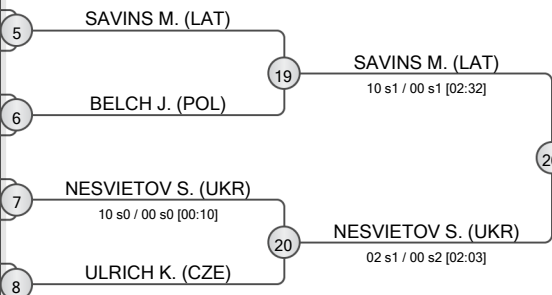 SAVINS M. (LAT)
5
19
SAVINS M. (LAT)
10 s1 / 00 s1 [02:32]
BELCH J. (POL)
6
NESVIETOV S. (UKR)
7
10 s0 / 00 s0 [00:10]
20
NESVIETOV S. (UKR)
02 s1 / 00 s2 [02:03]
ULRICH K. (CZE)
8